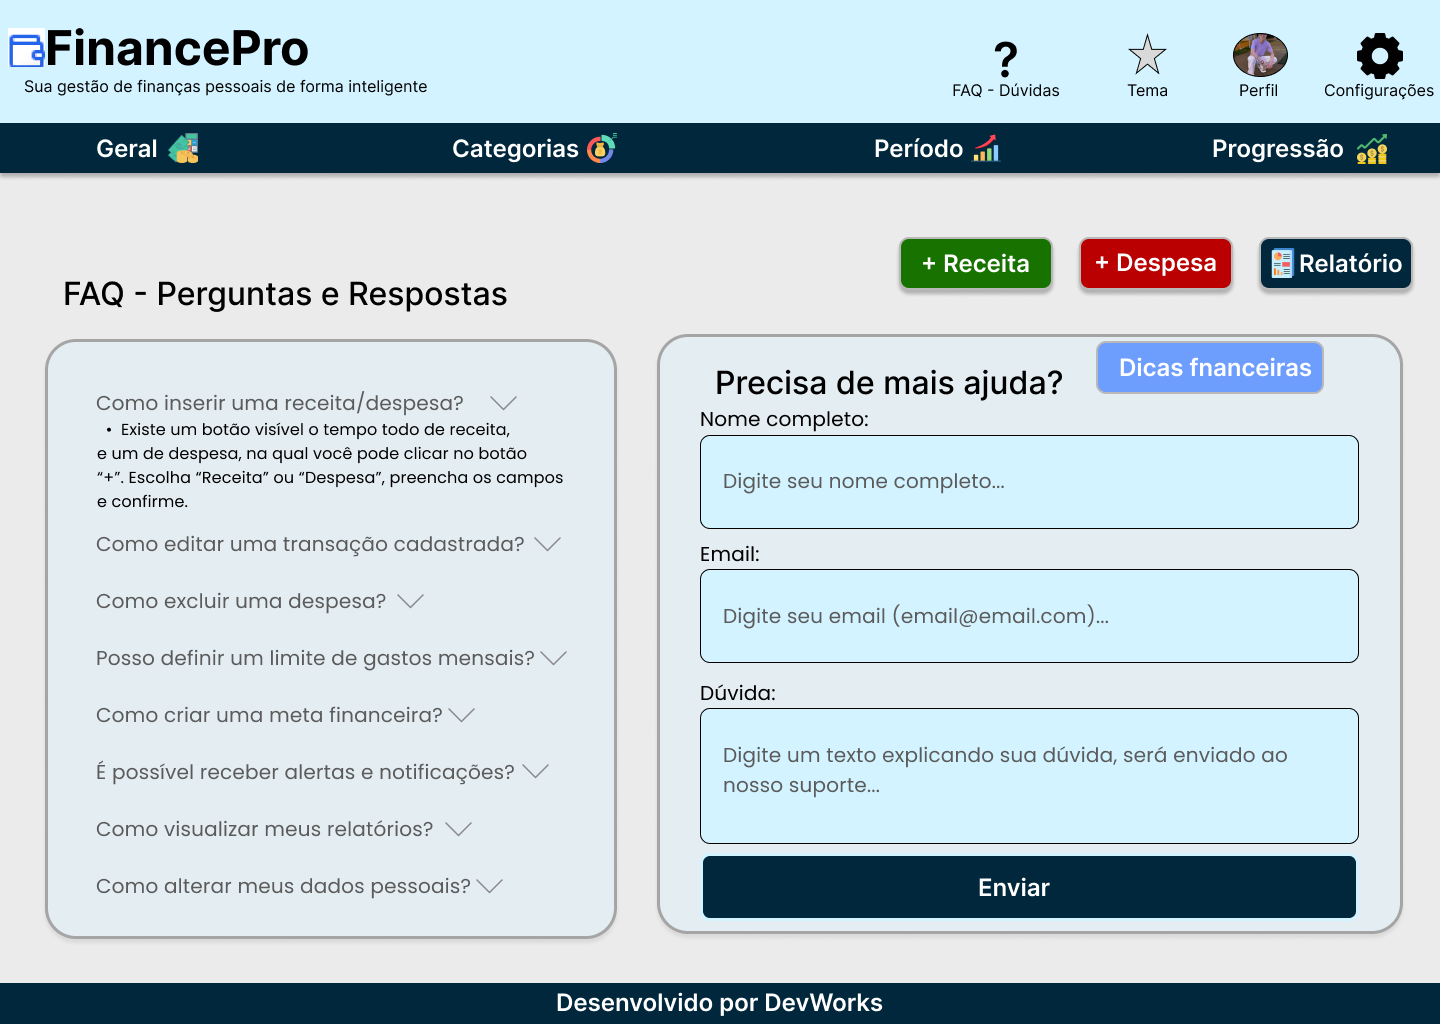 FinancePro
Sua gestão de finanças pessoais de forma inteligente
?
FAQ - Dúvidas
Tema
Perfil
Configurações
Geral
Categorias
Período
Progressão
+ Receita
+ Despesa
Relatório
FAQ - Perguntas e Respostas
Como inserir uma receita/despesa?
• Existe um botão visível o tempo todo de receita,
e um de despesa, na qual você pode clicar no botão
“+”. Escolha “Receita” ou “Despesa”, preencha os campos
e confirme.
Como editar uma transação cadastrada?
Como excluir uma despesa?
Posso definir um limite de gastos mensais?
Como criar uma meta financeira?
É possível receber alertas e notificações?
Como visualizar meus relatórios?
Como alterar meus dados pessoais?
Dicas fnanceiras
Precisa de mais ajuda?
Nome completo:
Digite seu nome completo...
Email:
Digite seu email (email@email.com)...
Dúvida:
Digite um texto explicando sua dúvida, será enviado ao
nosso suporte...
Enviar
Desenvolvido por DevWorks